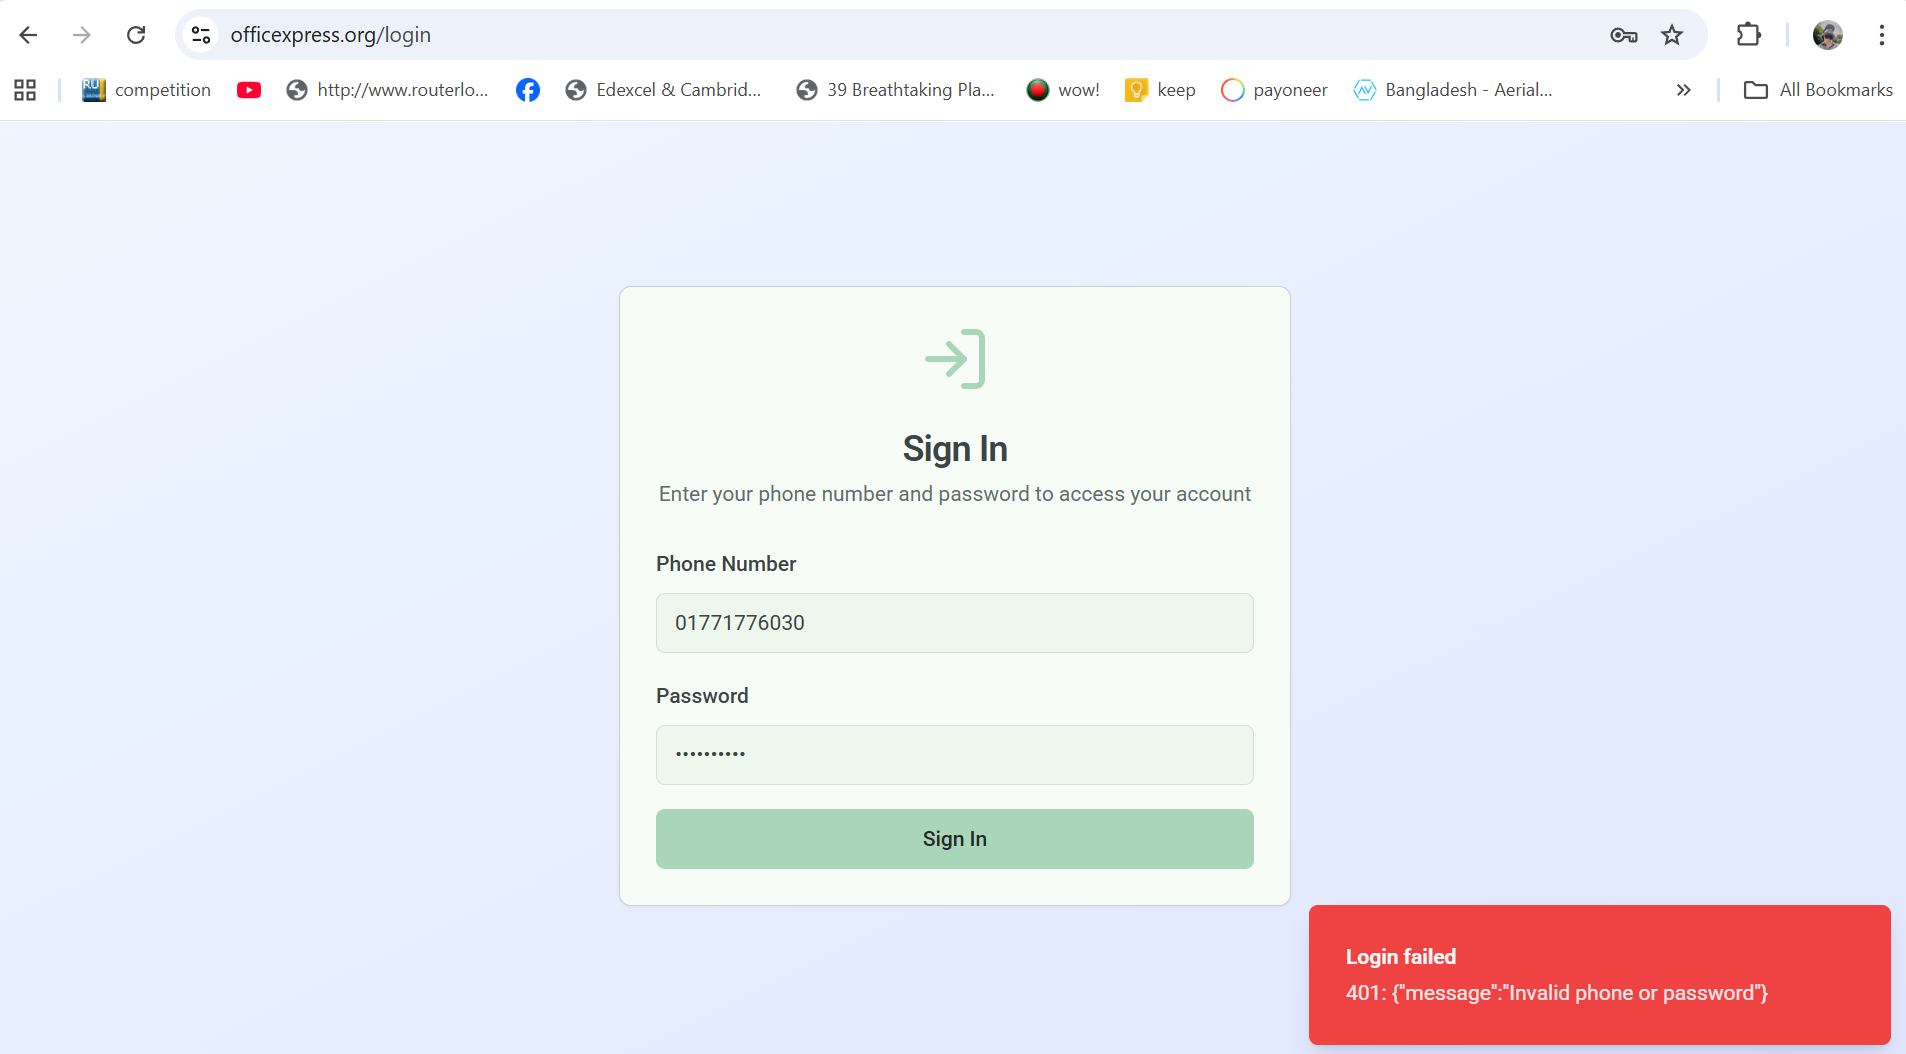 officexpress.org/login
competition
http://www.routerlo...
Edexcel & Cambrid...
39 Breathtaking Pla...
wow!
keep
payoneer
Bangladesh - Aerial...
All Bookmarks
Sign In
Enter your phone number and password to access your account
Phone Number
01771776030
Password
••••••••••
Sign In
Login failed
401: {"message":"Invalid phone or password"}